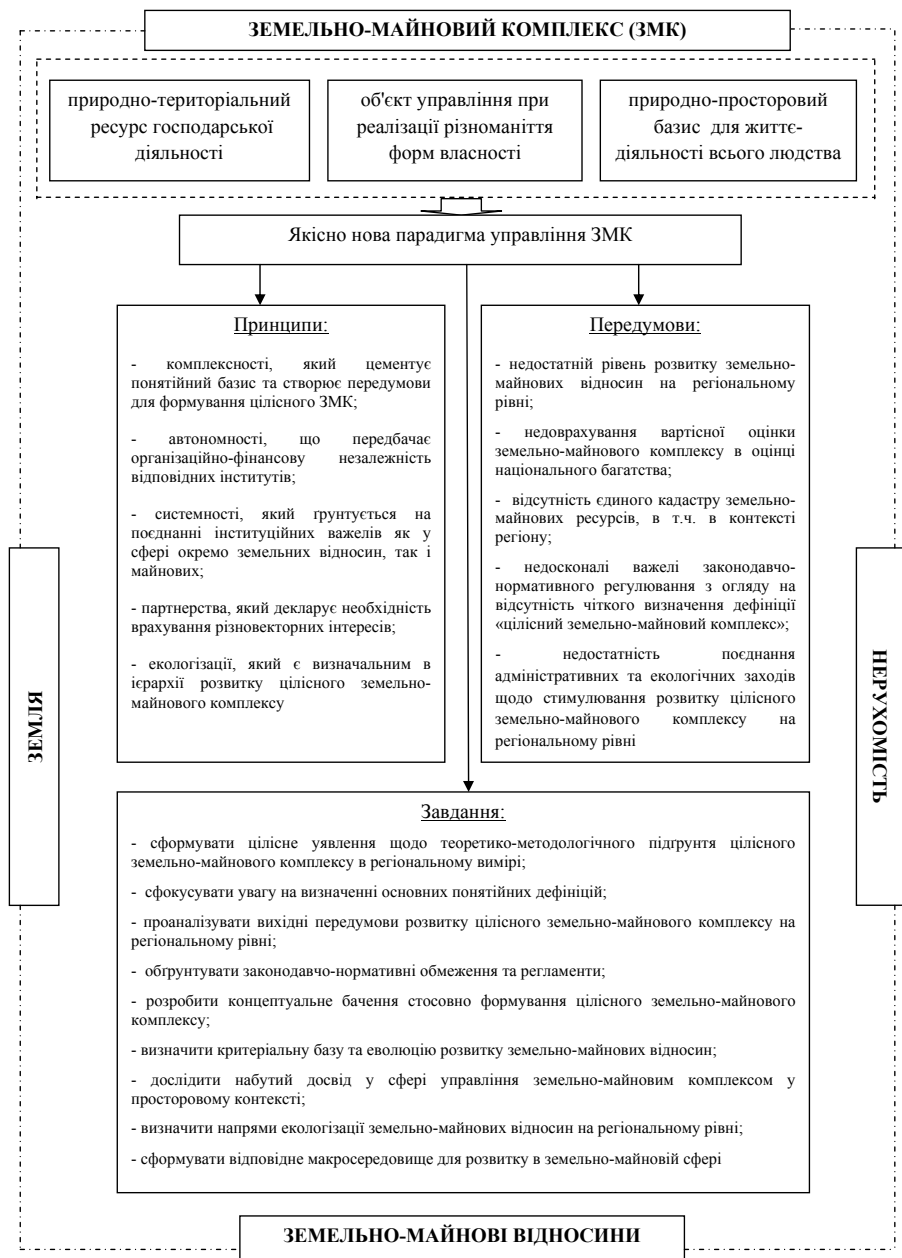 ЗЕМЕЛЬНО-МАЙНОВИЙ КОМПЛЕКС (ЗМК)
природно-територіальний
ресурс господарської
діяльності
об'єкт управління при
реалізації різноманіття
форм власності
природно-просторовий
базис для життє-
діяльності всього людства
Якісно нова парадигма управління ЗМК
Принципи:
- комплексності, який цементує
понятійний базис та створює передумови
для формування цілісного ЗМК;
- автономності, що передбачає
організаційно-фінансову незалежність
відповідних інститутів;
- системності, який ґрунтується на
поєднанні інституційних важелів як у
сфері окремо земельних відносин, так і
майнових;
- партнерства, який декларує необхідність
врахування різновекторних інтересів;
- екологізації, який є визначальним в
ієрархії розвитку цілісного земельно-
майнового комплексу
Передумови:
- недостатній рівень розвитку земельно-
майнових відносин на регіональному
рівні;
- недоврахування вартісної оцінки
земельно-майнового комплексу в оцінці
національного багатства;
- відсутність єдиного кадастру земельно-
майнових ресурсів, в т.ч. в контексті
регіону;
- недосконалі важелі законодавчо-
нормативного регулювання з огляду на
відсутність чіткого визначення дефініції
«цілісний земельно-майновий комплекс»;
- недостатність поєднання
адміністративних та екологічних заходів
щодо стимулювання розвитку цілісного
земельно-майнового комплексу на
регіональному рівні
ЗЕМЛЯ
НЕРУХОМІСТЬ
Завдання:
- сформувати цілісне уявлення щодо теоретико-методологічного підґрунтя цілісного
земельно-майнового комплексу в регіональному вимірі;
- сфокусувати увагу на визначенні основних понятійних дефініцій;
- проаналізувати вихідні передумови розвитку цілісного земельно-майнового комплексу на
регіональному рівні;
- обґрунтувати законодавчо-нормативні обмеження та регламенти;
- розробити концептуальне бачення стосовно формування цілісного земельно-майнового
комплексу;
- визначити критеріальну базу та еволюцію розвитку земельно-майнових відносин;
- дослідити набутий досвід у сфері управління земельно-майновим комплексом у
просторовому контексті;
- визначити напрями екологізації земельно-майнових відносин на регіональному рівні;
- сформувати відповідне макросередовище для розвитку в земельно-майновій сфері
ЗЕМЕЛЬНО-МАЙНОВІ ВІДНОСИНИ